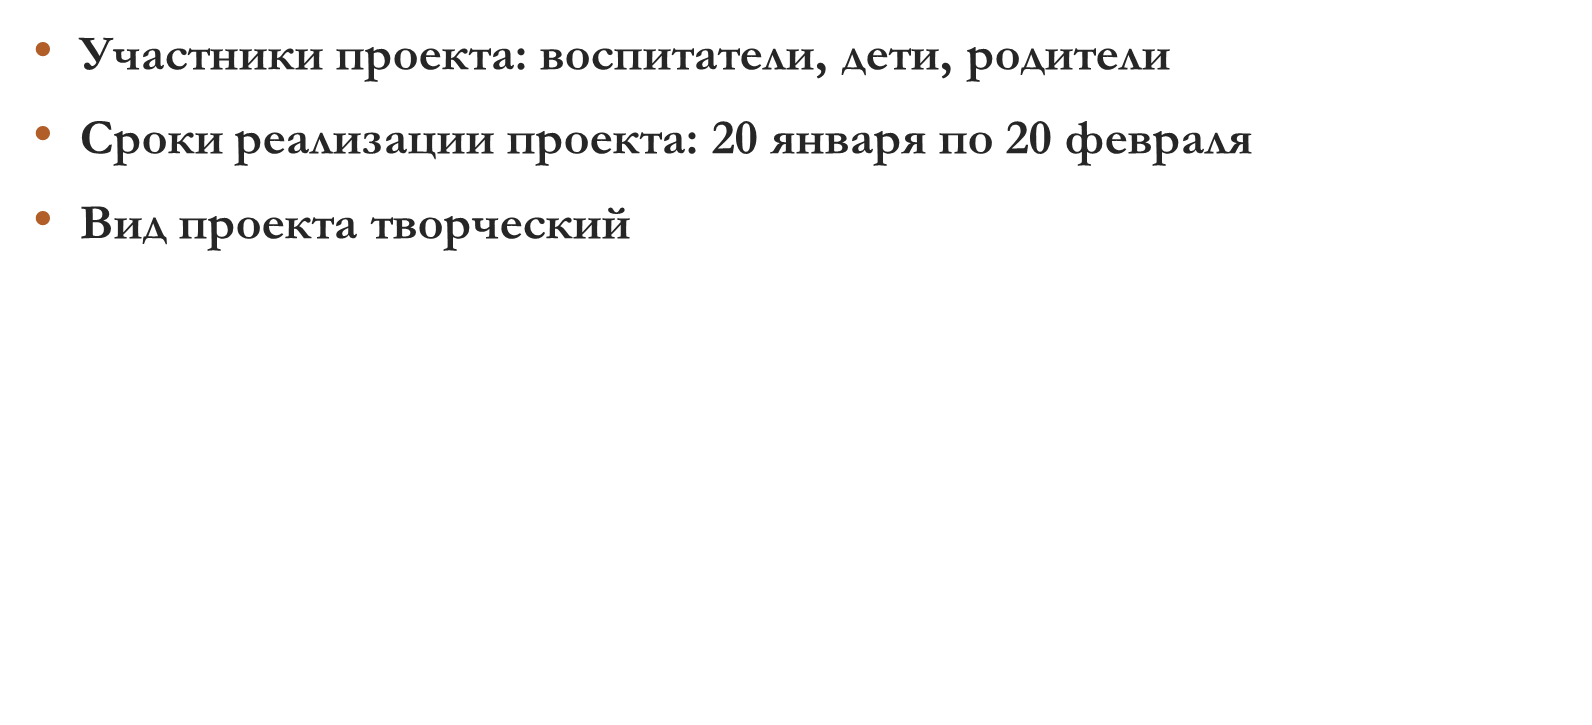 • Участники проекта: воспитатели, дети, родители
• Сроки реализации проекта: 20 января по 20 февраля
• Вид проекта творческий